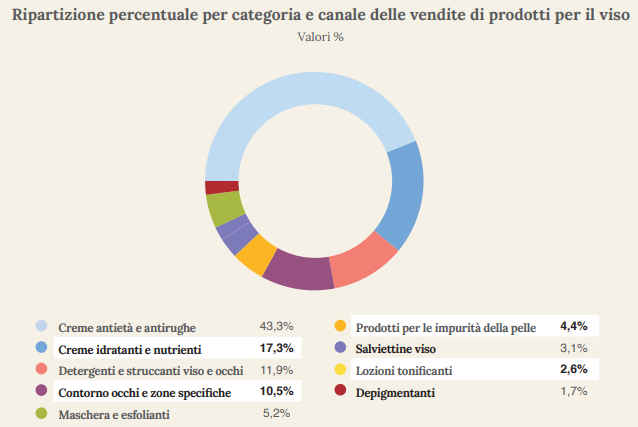 Ripartizione percentuale per categoria e canale delle vendite di prodotti per il viso
Valori %
Creme antietà e antirughe 43,3%
Creme idratanti e nutrienti 17,3%
Detergenti e struccanti viso e occhi 11,9%
Contorno occhi e zone specifiche 10,5%
Maschera e esfolianti 5,2%
Prodotti per le impurità della pelle 4,4%
Salviettine viso 3,1%
Lozioni tonificanti 2,6%
Depigmentanti 1,7%